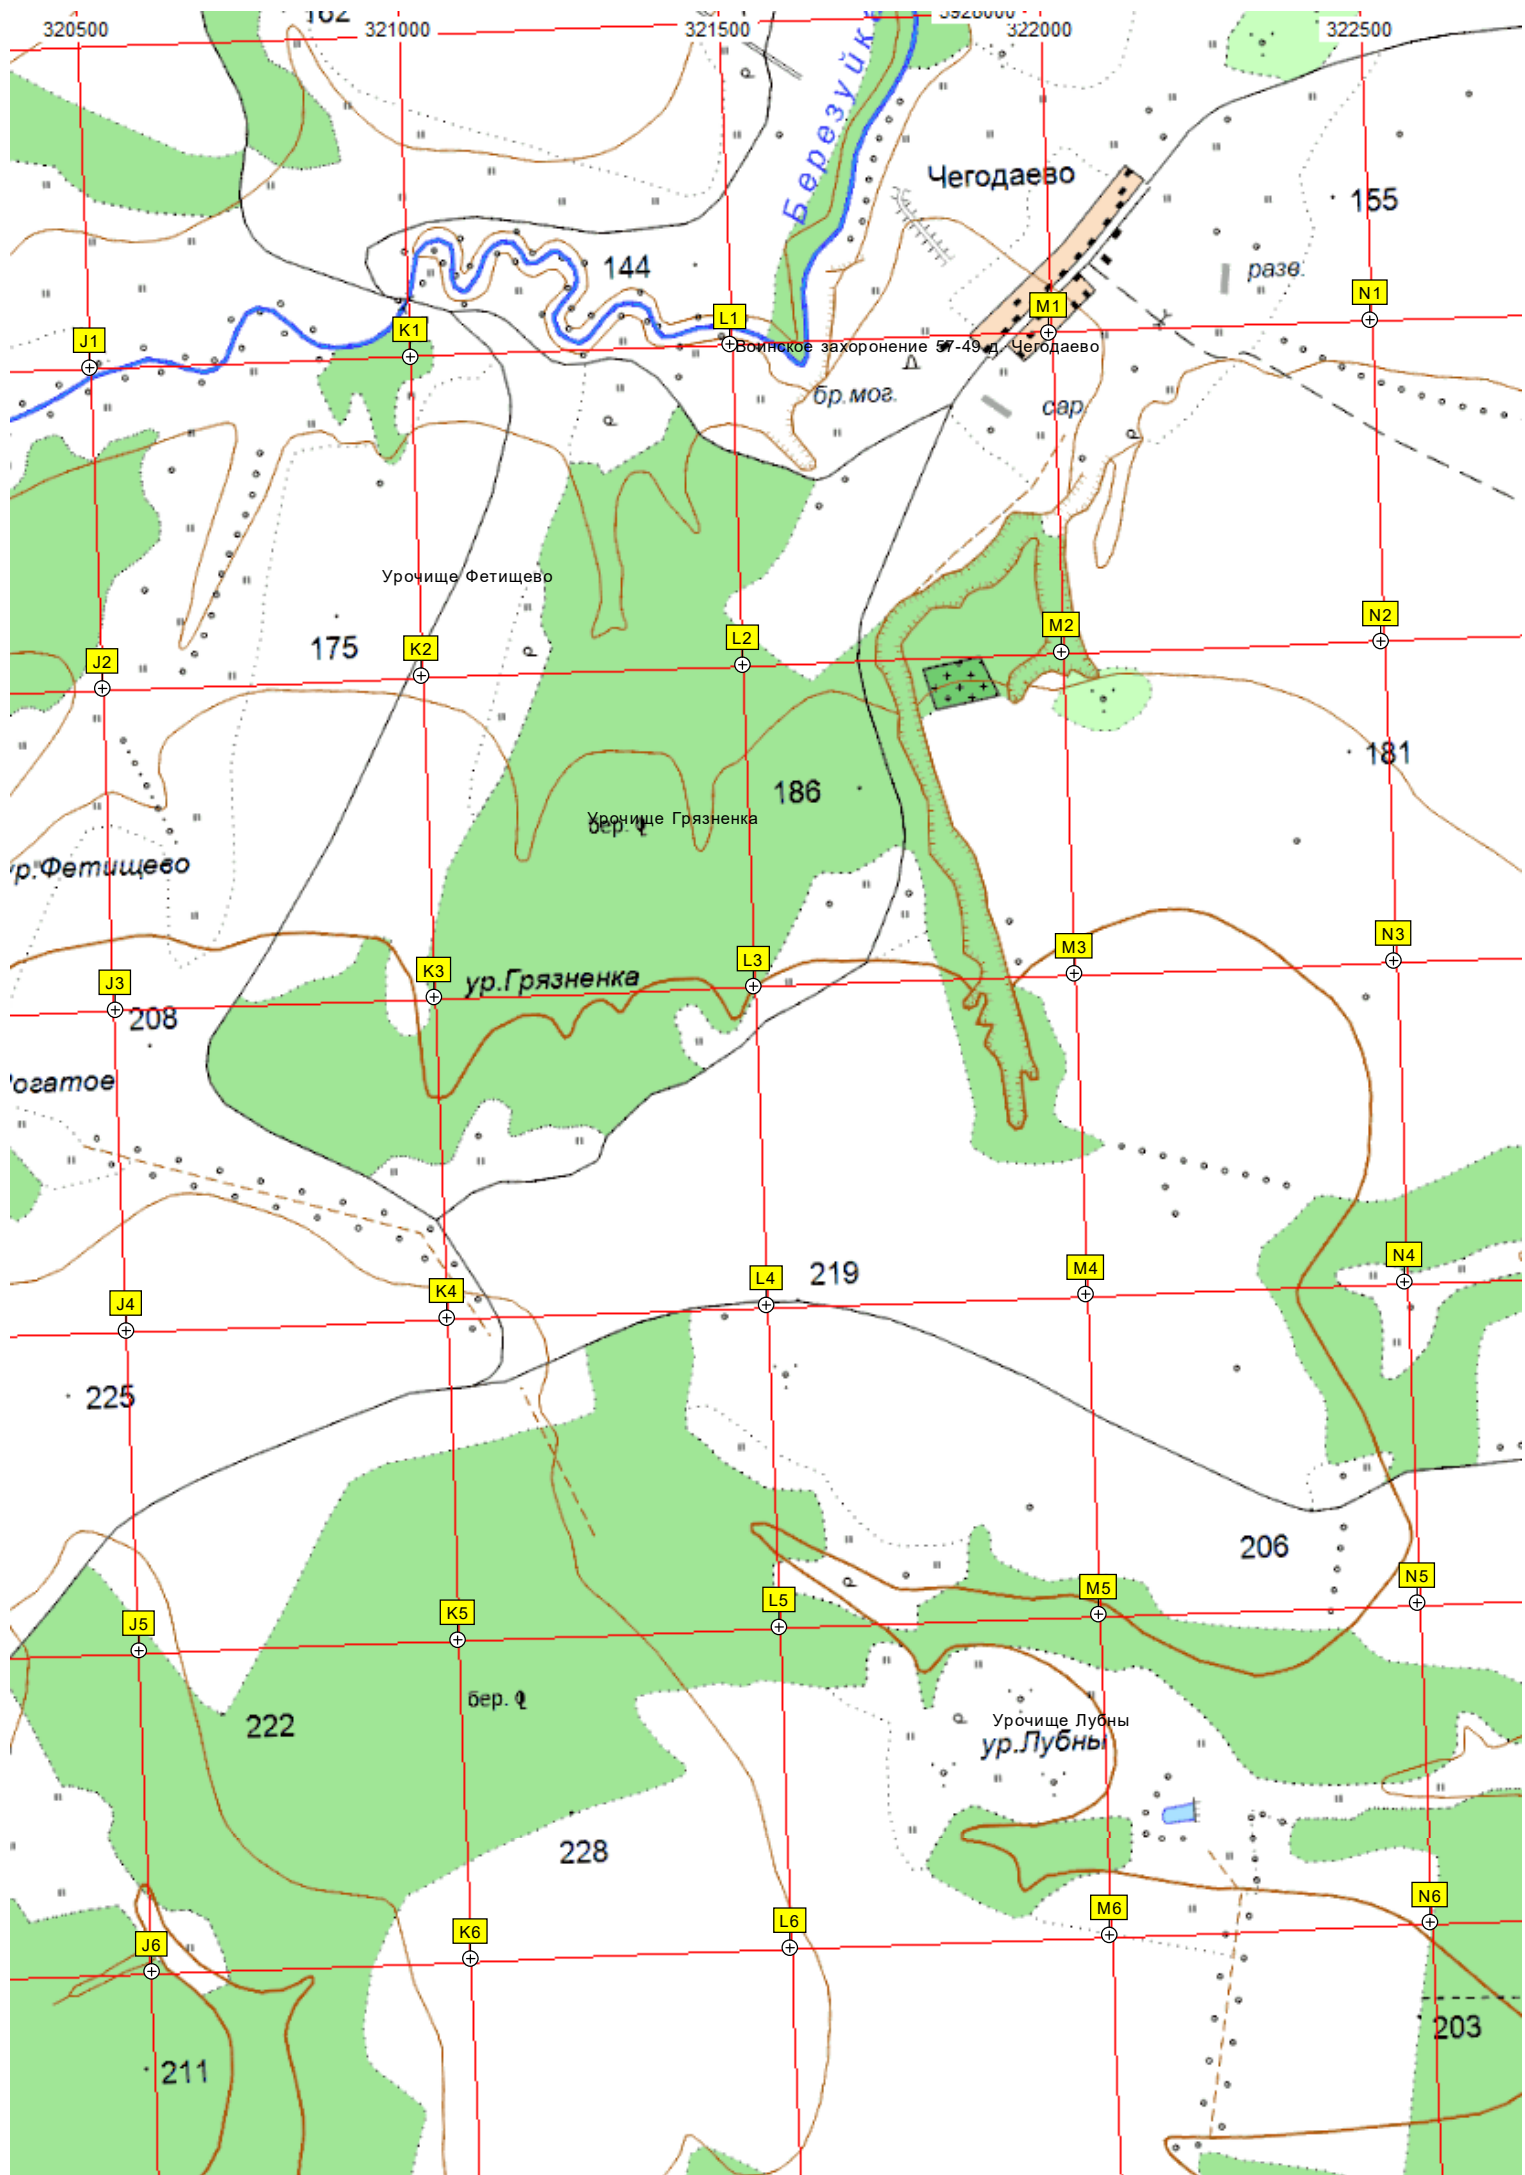 320500 321000 321500 322000 322500
Березуйка
Чегодаево
155
разв.
144
J1 K1 L1 M1 N1
Воинское захоронение 57-49 д. Чегодаево
бр.мог.
сар.
Урочище Фетищево
175
J2 K2 L2 M2 N2
181
186
Урочище Грязненка
бер.
ур.Фетищево
J3 K3 L3 M3 N3
ур.Грязненка
208
J4 K4 L4 M4 N4
219
225
206
J5 K5 L5 M5 N5
бер.
222
Урочище Лубны
ур.Лубны
228
J6 K6 L6 M6 N6
203
211